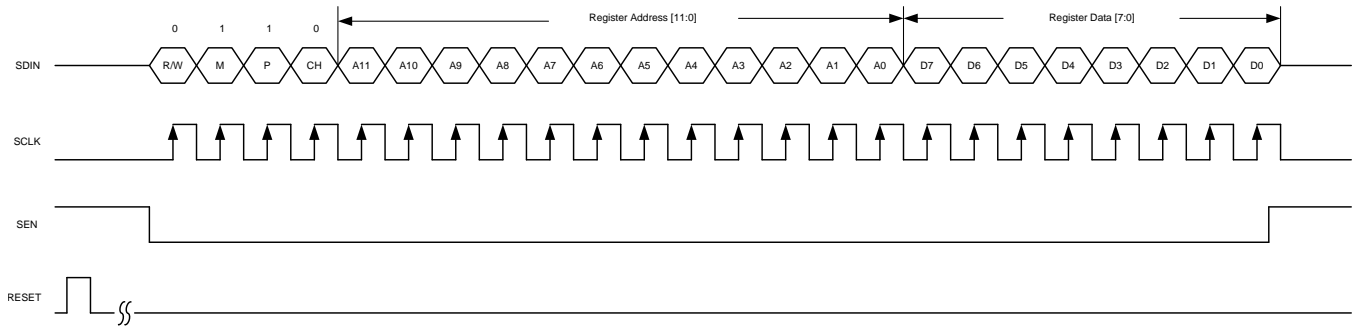 Register Address [11:0] Register Data [7:0]
0 1 1 0
SDIN R/W M P CH A11 A10 A9 A8 A7 A6 A5 A4 A3 A2 A1 A0 D7 D6 D5 D4 D3 D2 D1 D0
SCLK
SEN
RESET